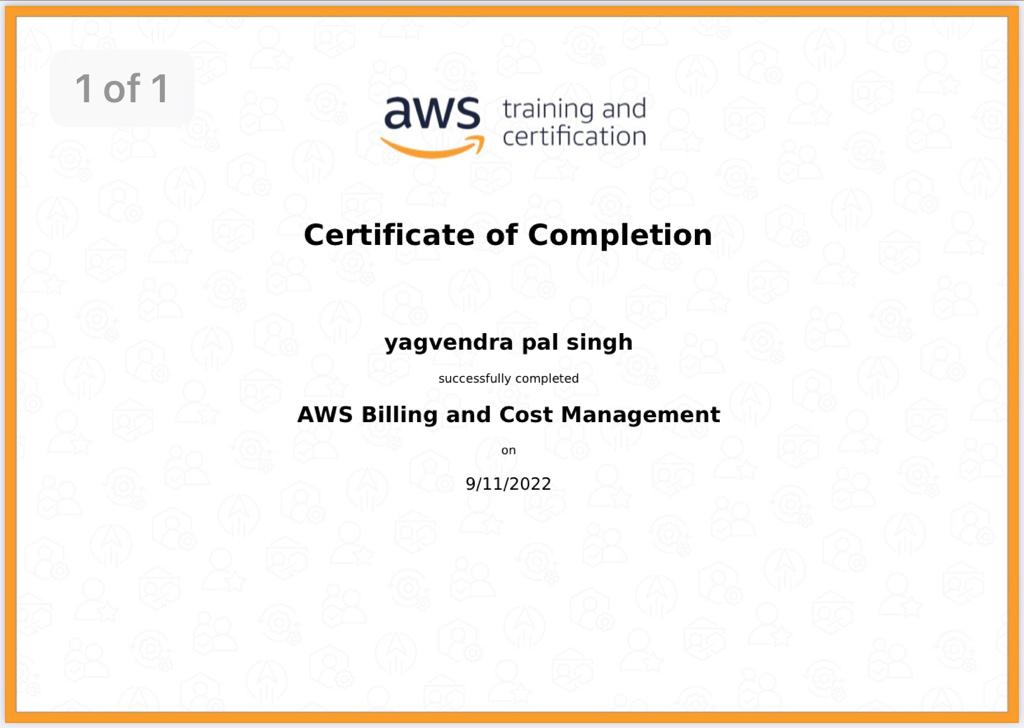 1 of 1
aws training and
certification
Certificate of Completion
yagvendra pal singh
successfully completed
AWS Billing and Cost Management
on
9/11/2022